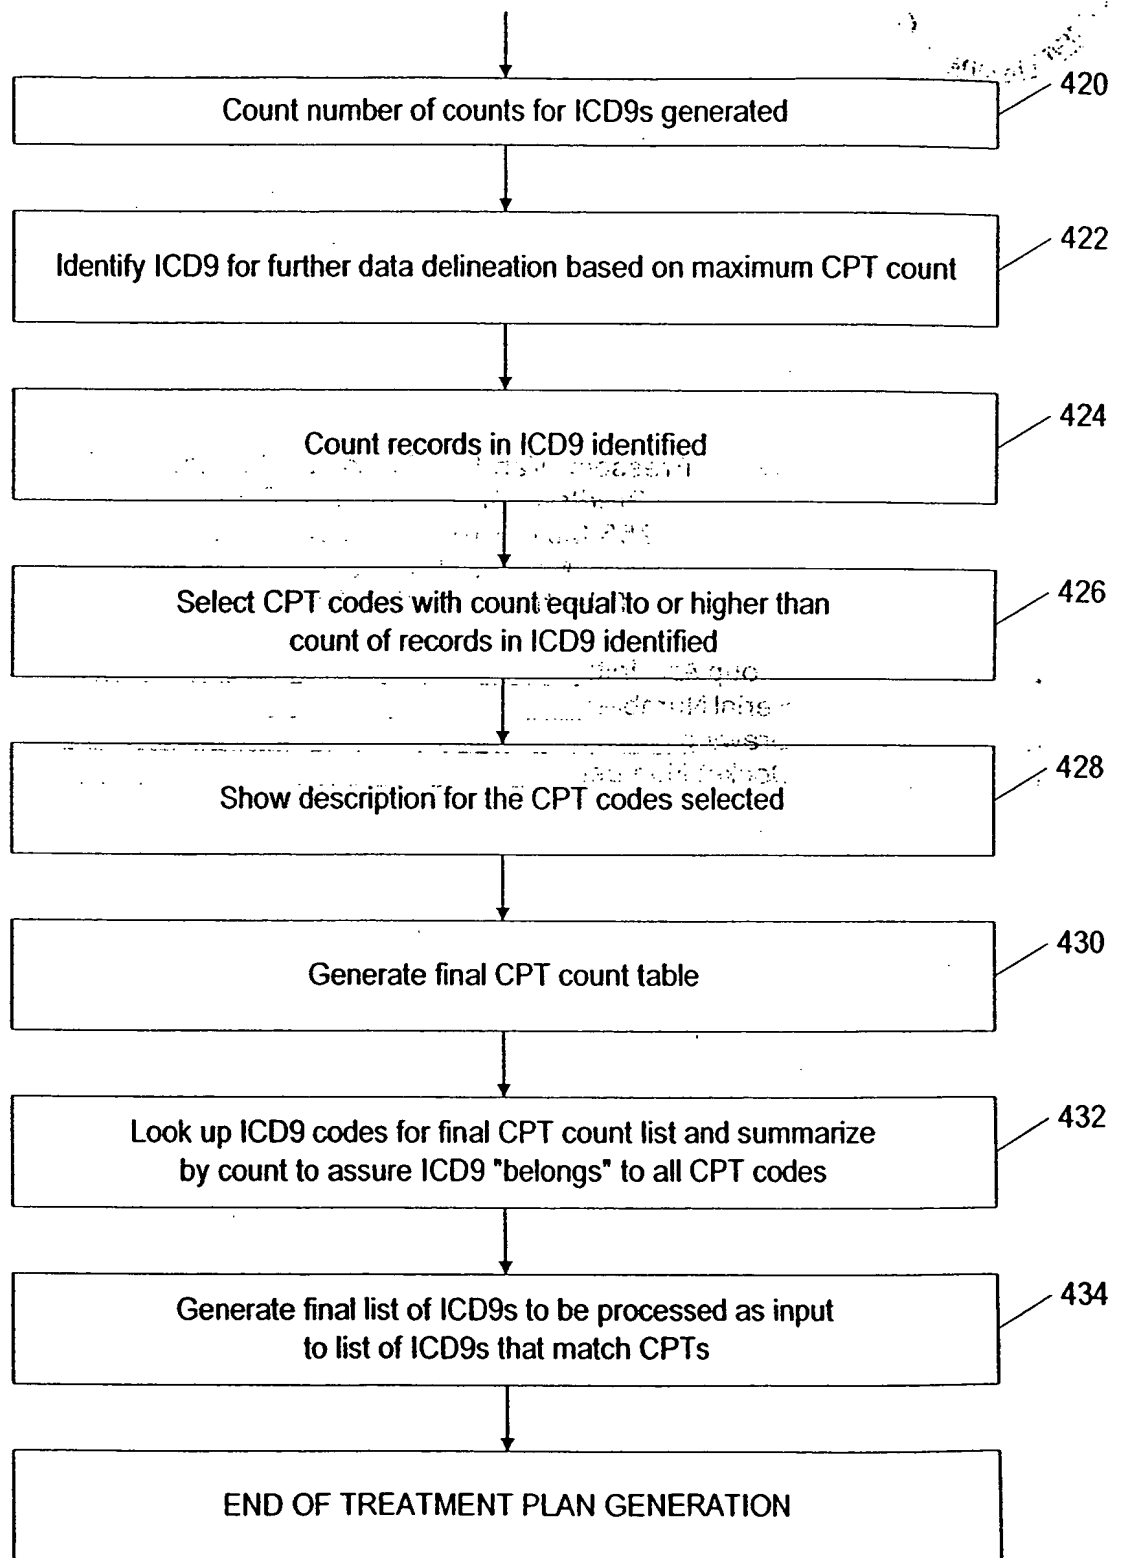 420
Count number of counts for ICD9s generated
422
Identify ICD9 for further data delineation based on maximum CPT count
424
Count records in ICD9 identified
426
Select CPT codes with count equal to or higher than
count of records in ICD9 identified
428
Show description for the CPT codes selected
430
Generate final CPT count table
432
Look up ICD9 codes for final CPT count list and summarize
by count to assure ICD9 "belongs" to all CPT codes
434
Generate final list of ICD9s to be processed as input
to list of ICD9s that match CPTs
END OF TREATMENT PLAN GENERATION